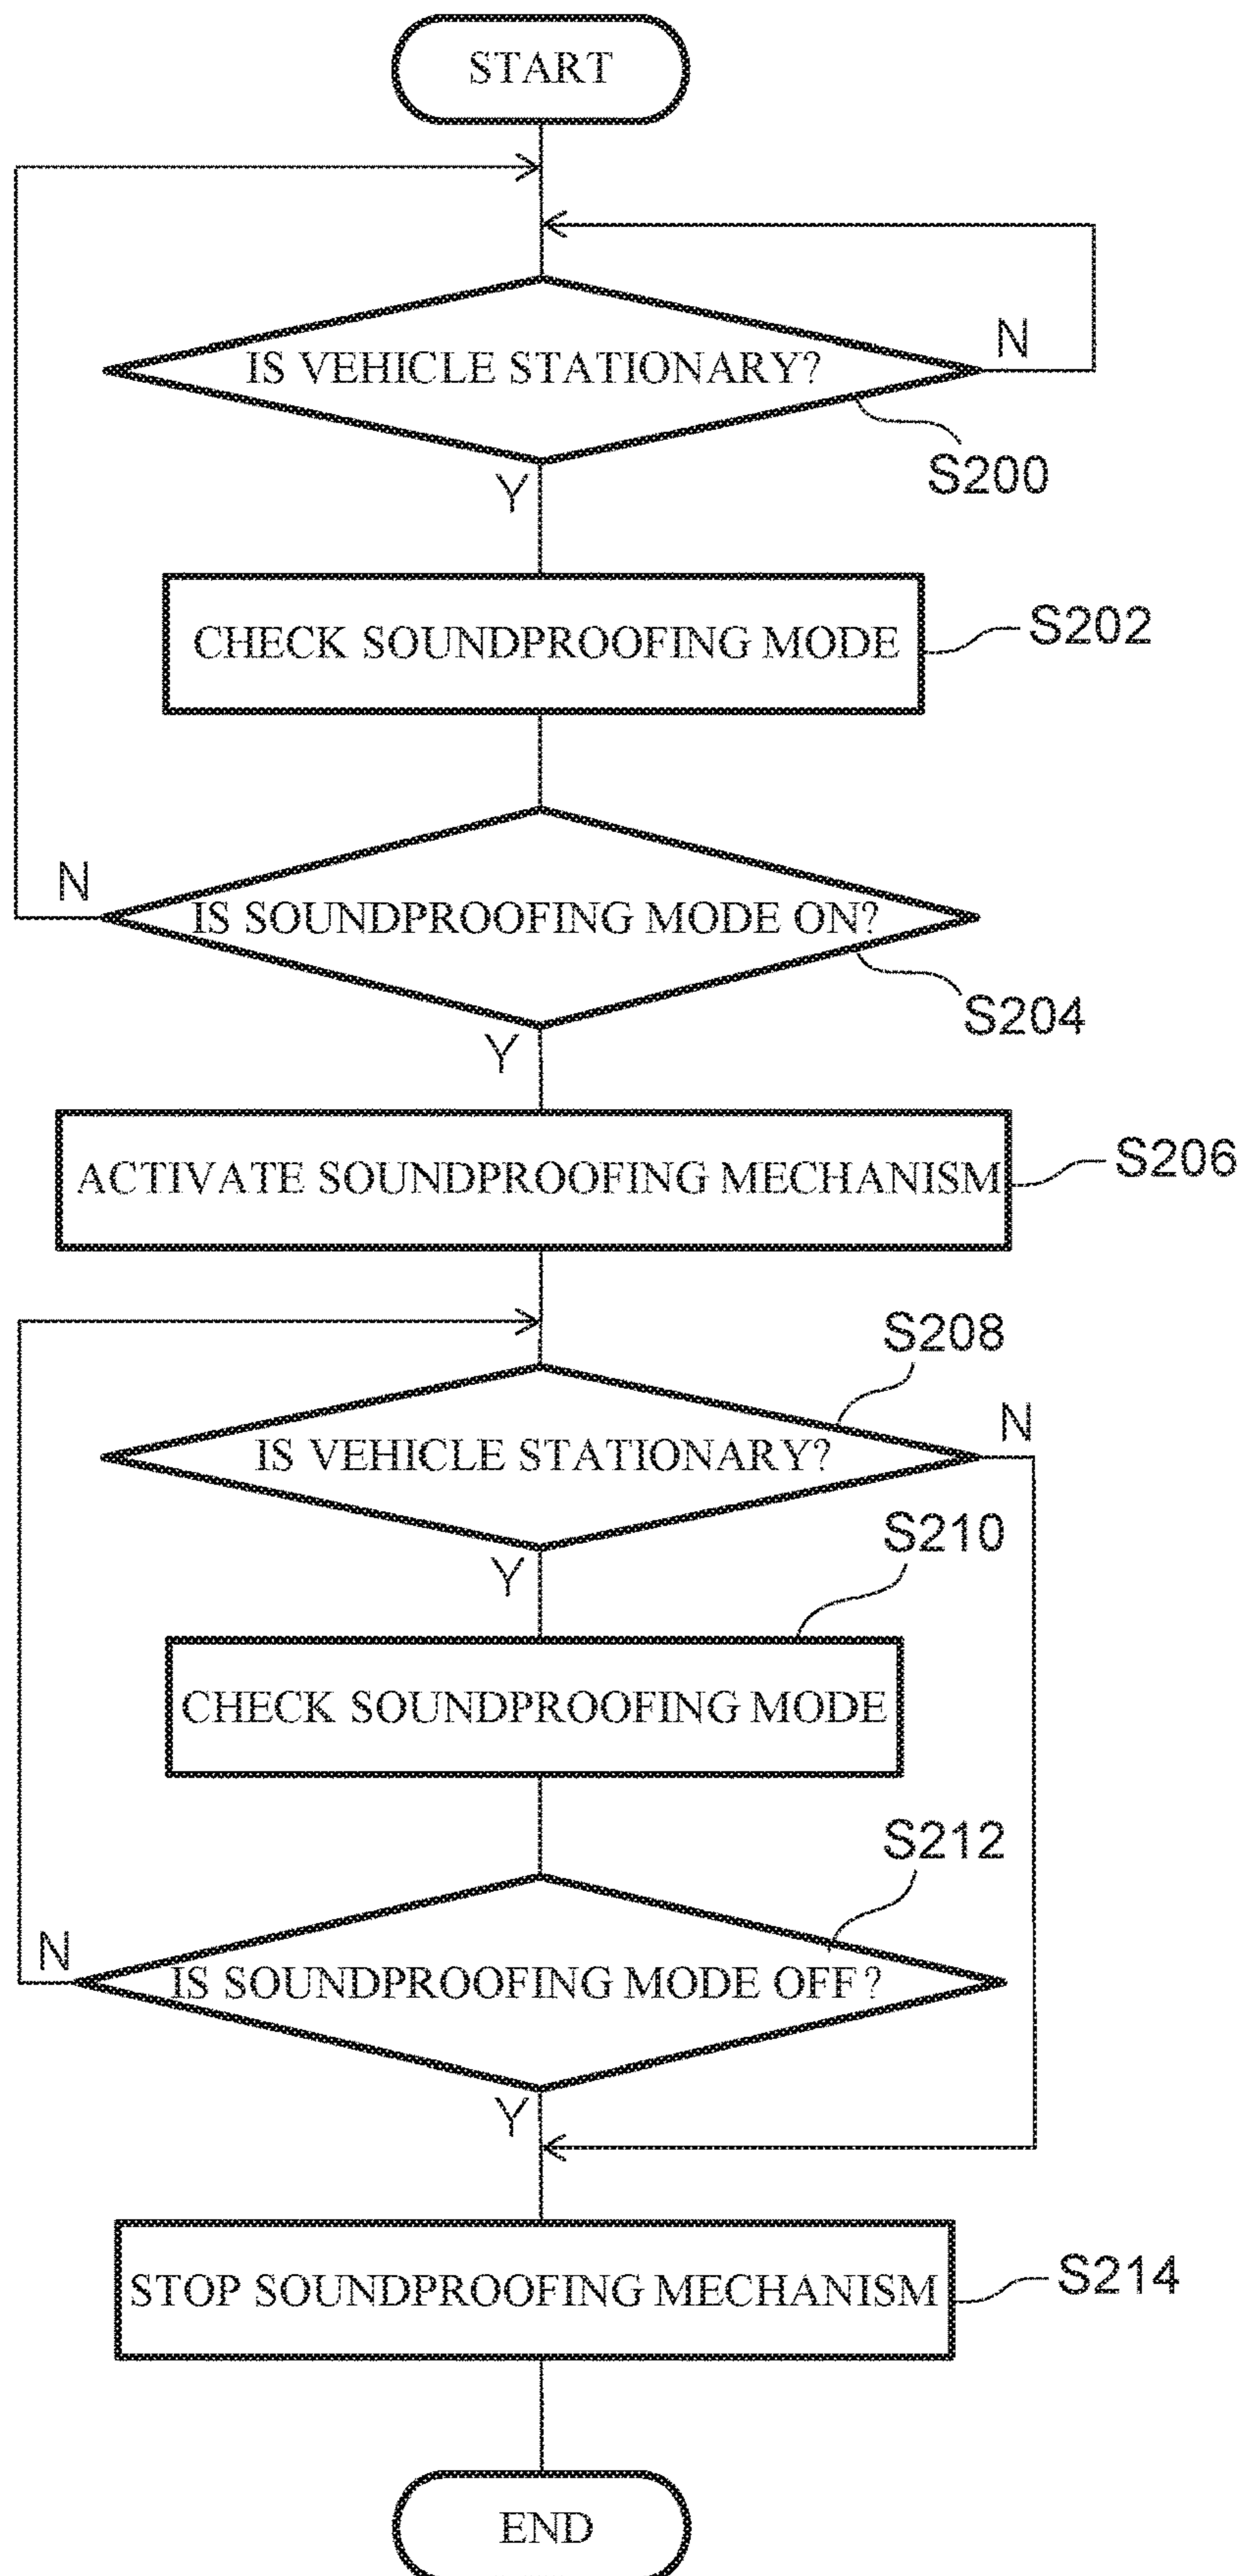 START
IS VEHICLE STATIONARY?
N
S200
Y
CHECK SOUNDPROOFING MODE
S202
N
IS SOUNDPROOFING MODE ON?
S204
Y
ACTIVATE SOUNDPROOFING MECHANISM
S206
S208
N
IS VEHICLE STATIONARY?
S210
Y
CHECK SOUNDPROOFING MODE
S212
N
IS SOUNDPROOFING MODE OFF?
Y
STOP SOUNDPROOFING MECHANISM
S214
END